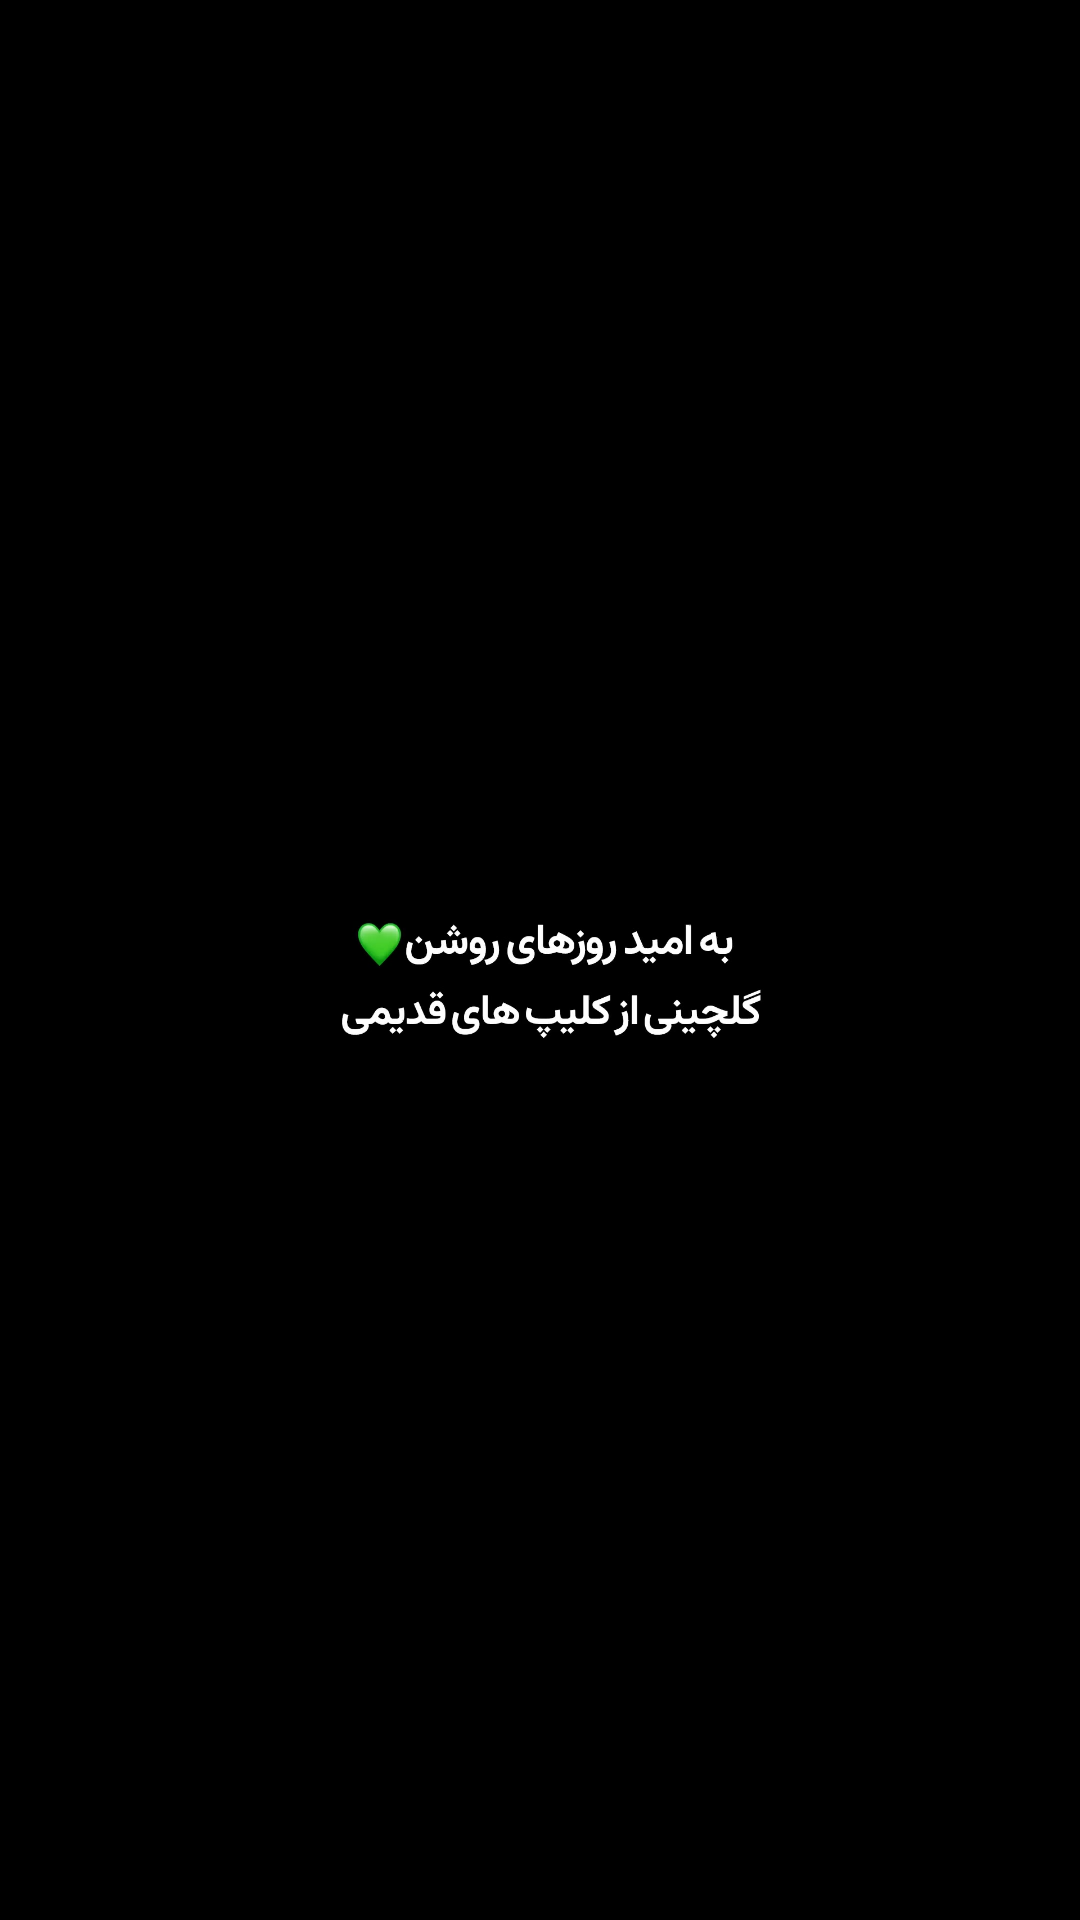 به امید روزهای روشن💚
گلچینی از کلیپ های قدیمی